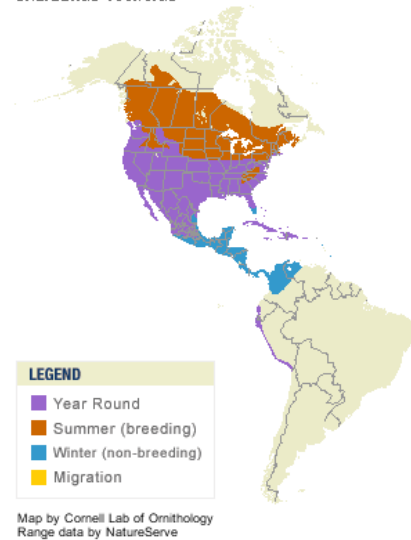 LEGEND
Year Round
Summer (breeding)
Winter (non-breeding)
Migration
Map by Cornell Lab of Ornithology
Range data by NatureServe